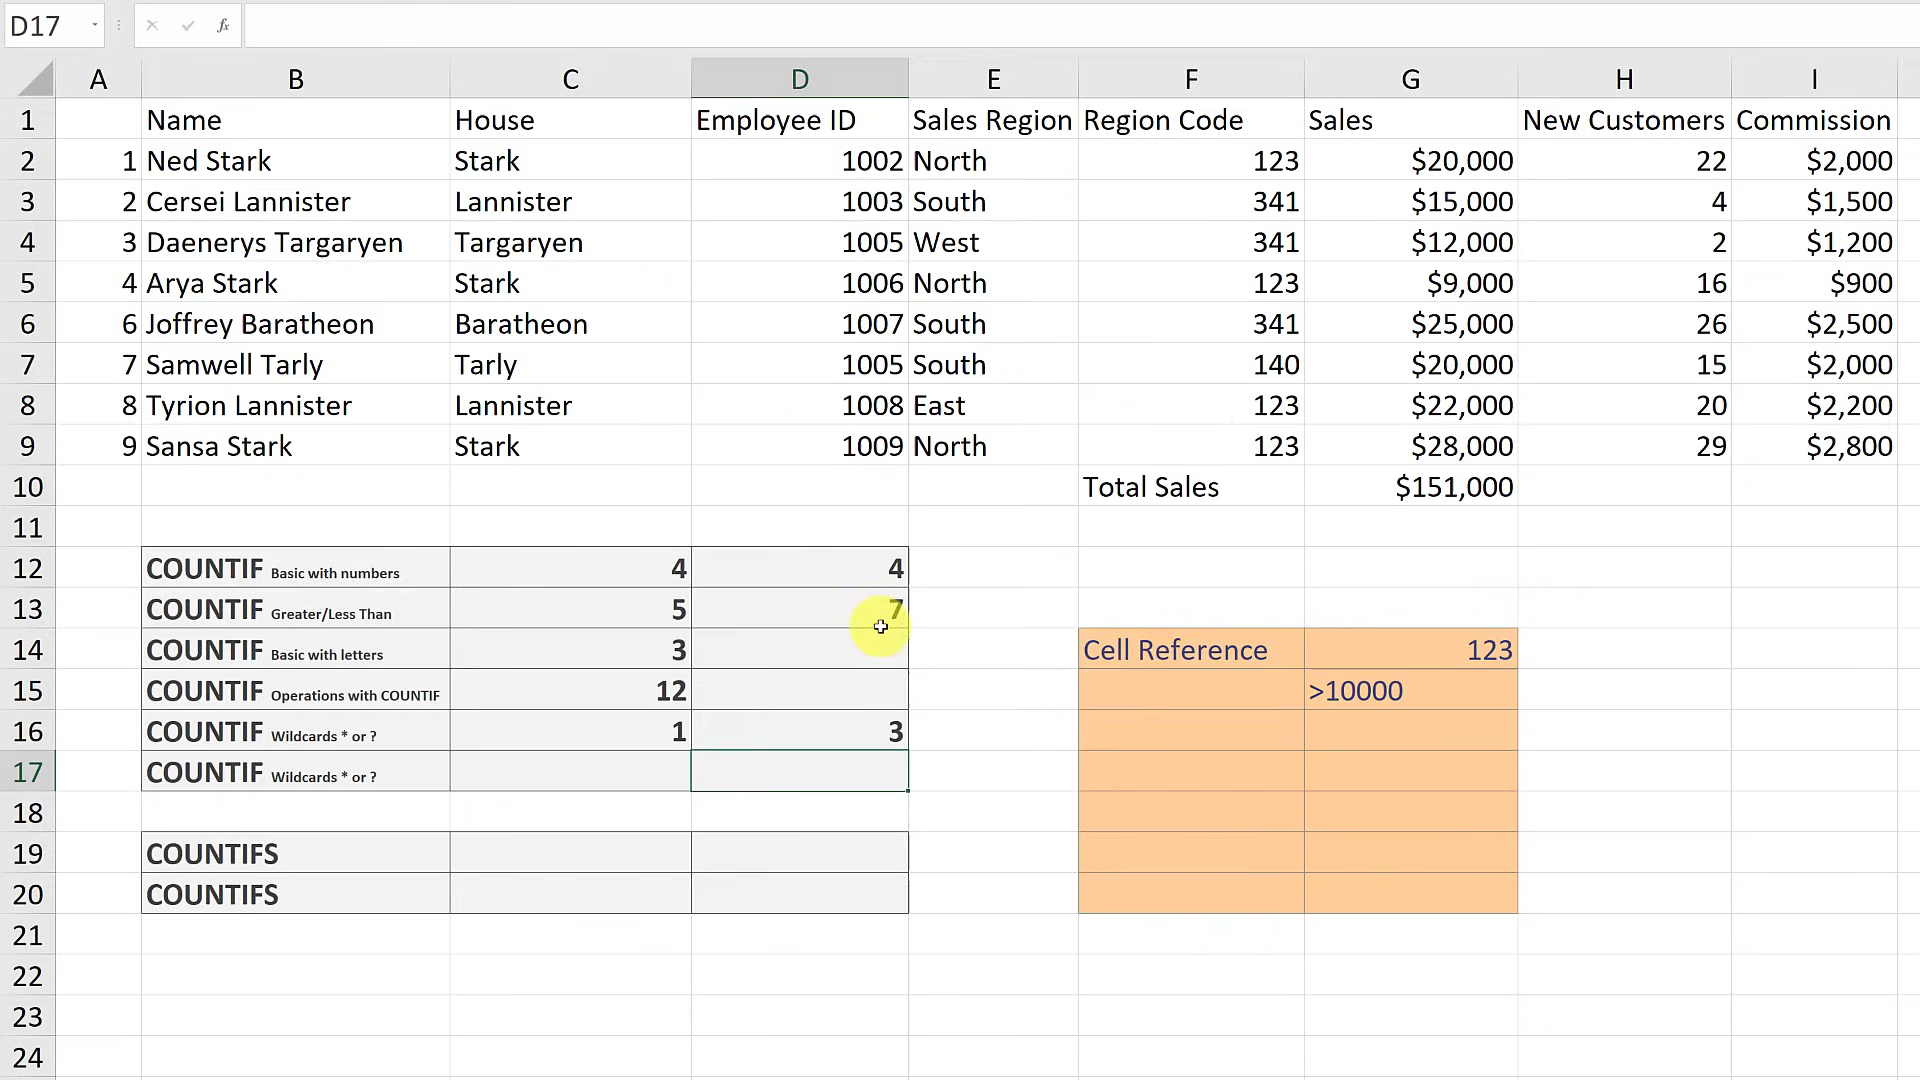 D17 fx
A B C D E F G H I
1 Name House Employee ID Sales Region Region Code Sales New Customers Commission
2 1 Ned Stark Stark 1002 North 123 $20,000 22 $2,000
3 2 Cersei Lannister Lannister 1003 South 341 $15,000 4 $1,500
4 3 Daenerys Targaryen Targaryen 1005 West 341 $12,000 2 $1,200
5 4 Arya Stark Stark 1006 North 123 $9,000 16 $900
6 6 Joffrey Baratheon Baratheon 1007 South 341 $25,000 26 $2,500
7 7 Samwell Tarly Tarly 1005 South 140 $20,000 15 $2,000
8 8 Tyrion Lannister Lannister 1008 East 123 $22,000 20 $2,200
9 9 Sansa Stark Stark 1009 North 123 $28,000 29 $2,800
10 Total Sales $151,000
11
12 COUNTIF Basic with numbers 4 4
13 COUNTIF Greater/Less Than 5 7
14 COUNTIF Basic with letters 3 Cell Reference 123
15 COUNTIF Operations with COUNTIF 12 >10000
16 COUNTIF Wildcards * or ? 1 3
17 COUNTIF Wildcards * or ?
18
19 COUNTIFS
20 COUNTIFS
21
22
23
24